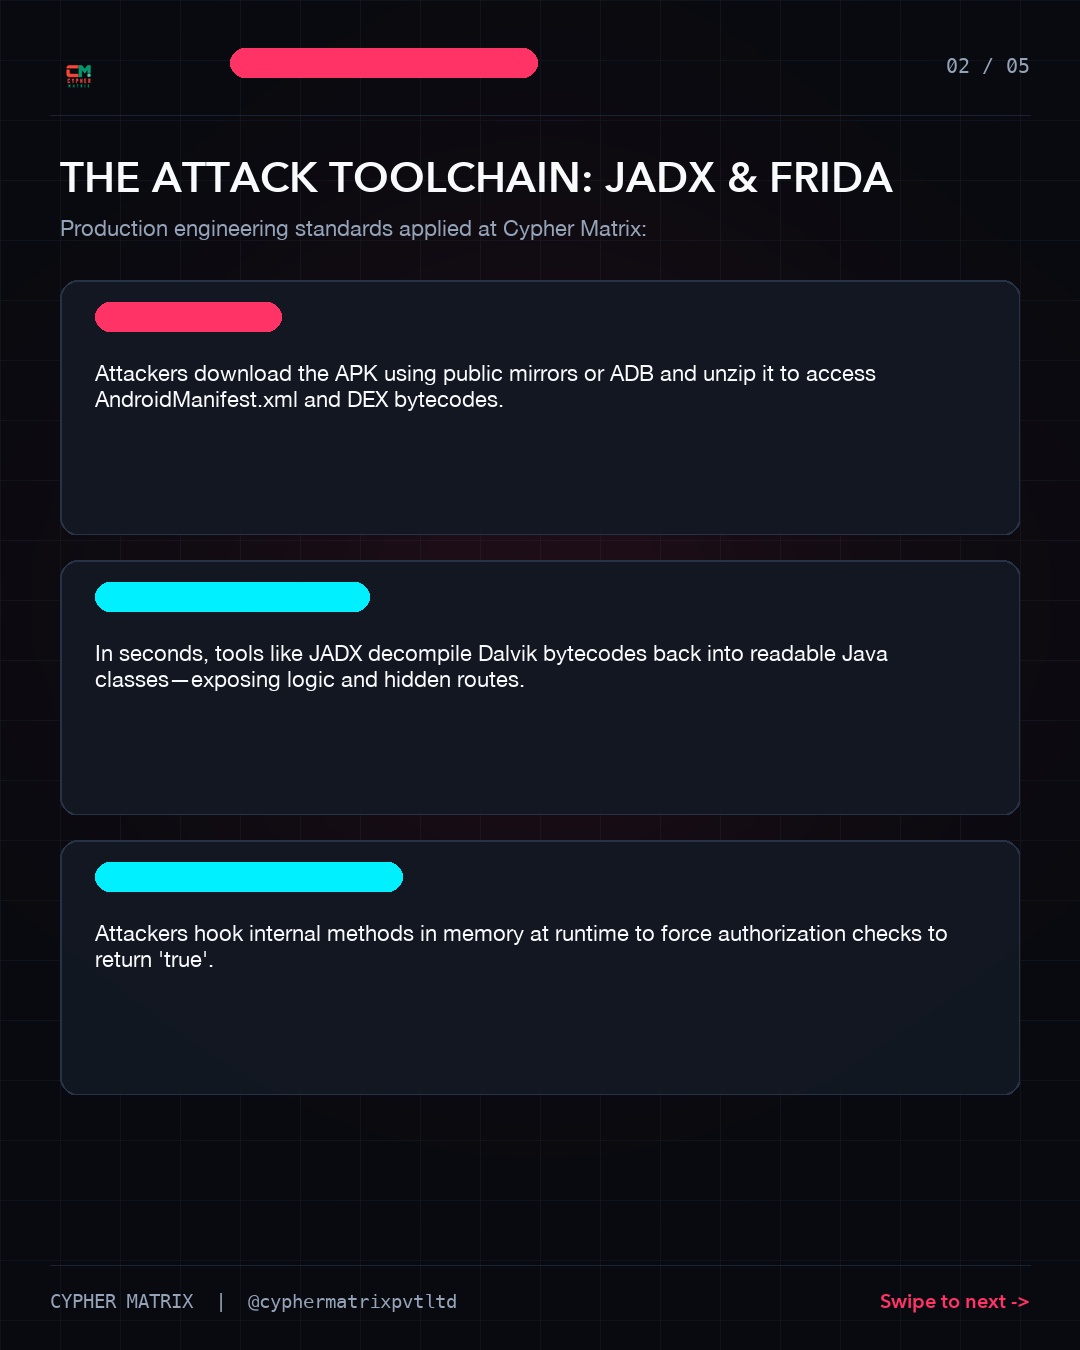 CM
CYPHER
MATRIX
02 / 05
THE ATTACK TOOLCHAIN: JADX & FRIDA
Production engineering standards applied at Cypher Matrix:
Attackers download the APK using public mirrors or ADB and unzip it to access
AndroidManifest.xml and DEX bytecodes.
In seconds, tools like JADX decompile Dalvik bytecodes back into readable Java
classes—exposing logic and hidden routes.
Attackers hook internal methods in memory at runtime to force authorization checks to
return 'true'.
CYPHER MATRIX | @cyphermatrixpvtltd
Swipe to next ->